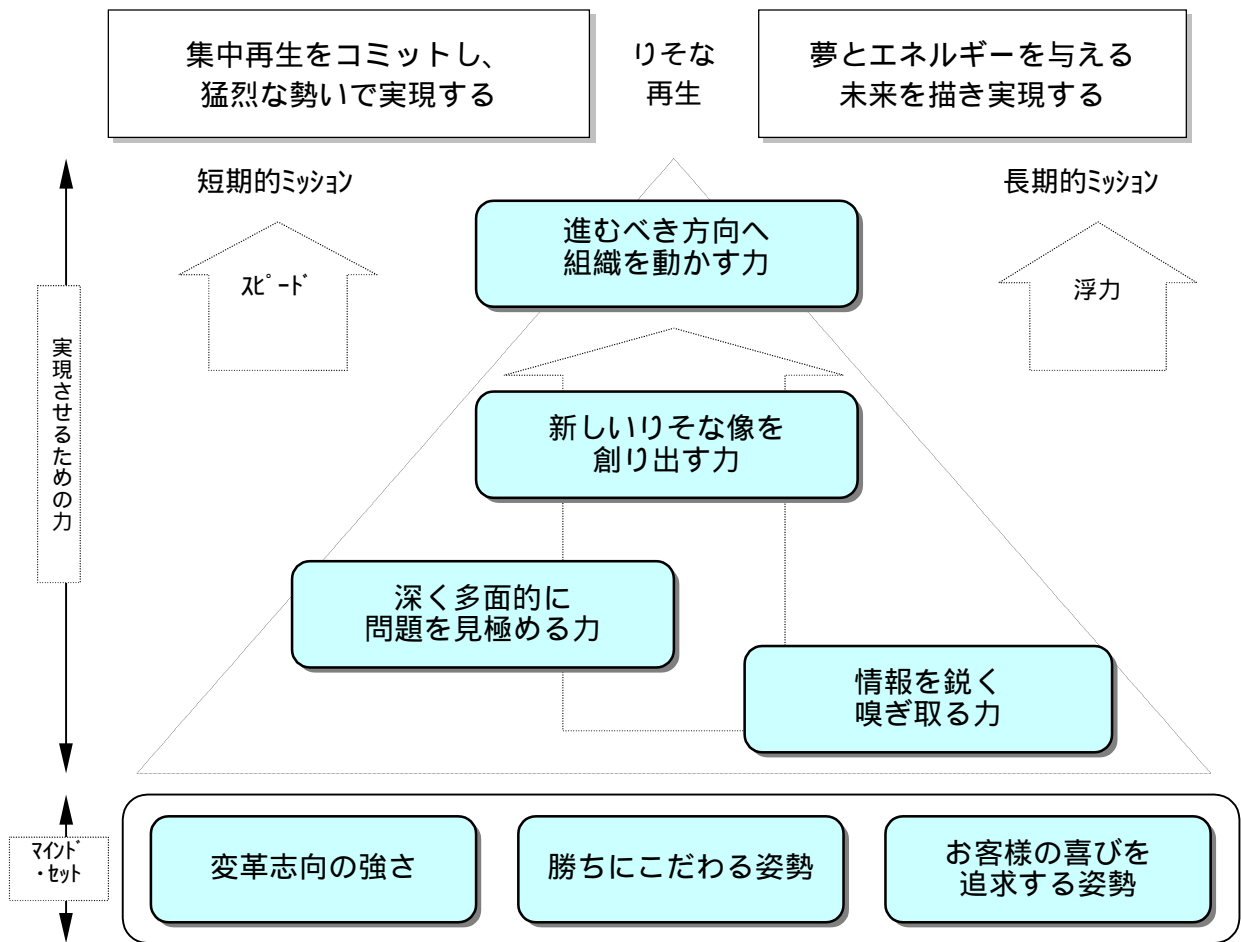 集中再生をコミットし、
猛烈な勢いで実現する
りそな
再生
夢とエネルギーを与える
未来を描き実現する
短期的ﾐｯｼｮﾝ
長期的ﾐｯｼｮﾝ
進むべき方向へ
組織を動かす力
ｽﾋﾟｰﾄﾞ
浮力
実現させるための力
新しいりそな像を
創り出す力
深く多面的に
問題を見極める力
情報を鋭く
嗅ぎ取る力
ﾏｲﾝﾄﾞ
・ｾｯﾄ
変革志向の強さ
勝ちにこだわる姿勢
お客様の喜びを
追求する姿勢